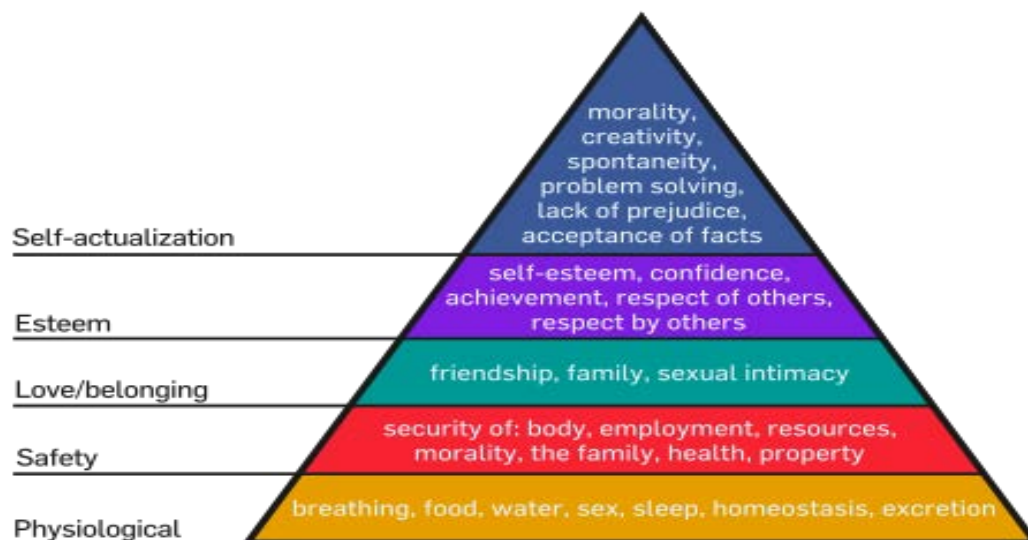 morality,
creativity,
spontaneity,
problem solving,
lack of prejudice,
acceptance of facts
Self-actualization
self-esteem, confidence,
achievement, respect of others,
respect by others
Esteem
friendship, family, sexual intimacy
Love/belonging
security of: body, employment, resources,
morality, the family, health, property
Safety
breathing, food, water, sex, sleep, homeostasis, excretion
Physiological